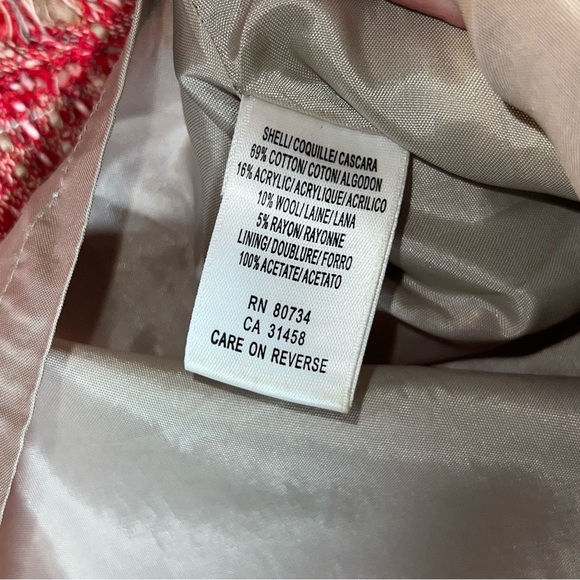 SHELL/ COQUILLE/ CASCARA
69% COTTON/ COTON/ ALGODON
16% ACRYLIC/ ACRYLIQUE/ ACRILICO
10% WOOL/ LAINE/ LANA
5% RAYON/ RAYONNE
LINING/ DOUBLURE/ FORRO
100% ACETATE/ ACETATO
RN 80734
CA 31458
CARE ON REVERSE